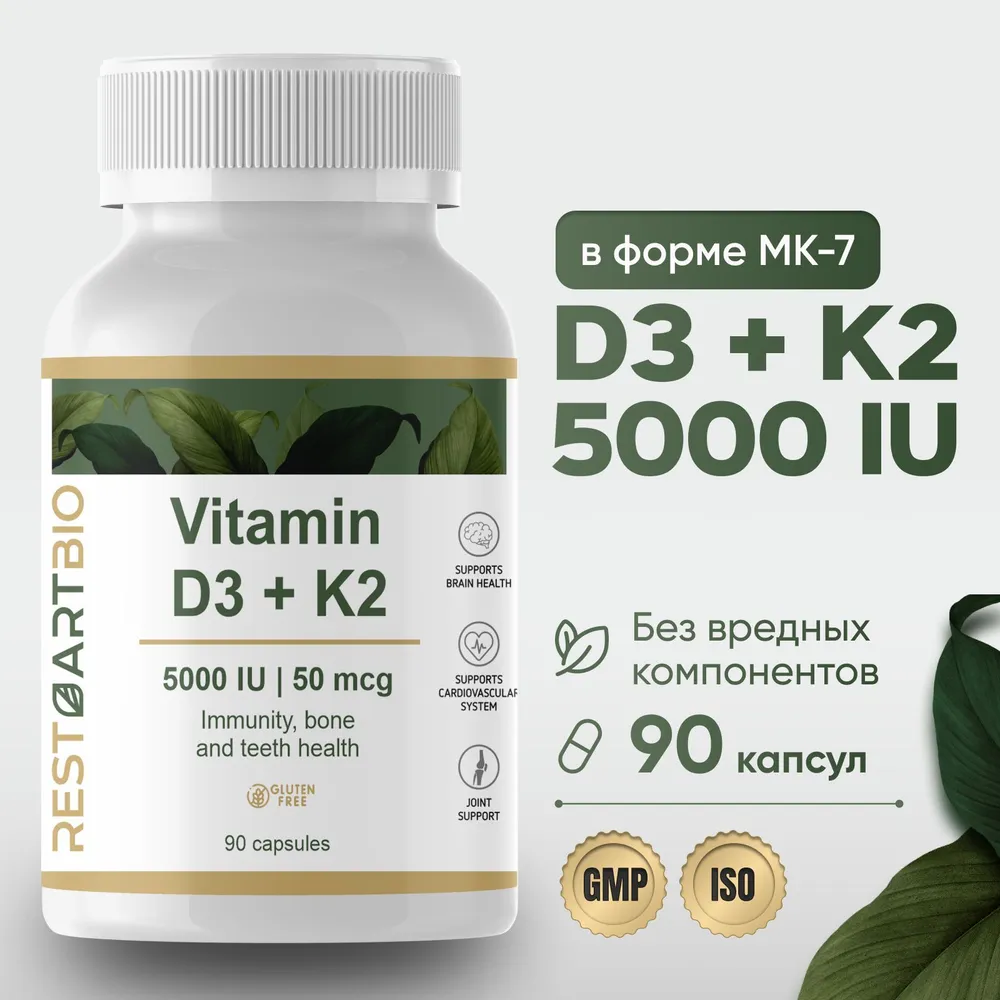 RESTARTBIO
Vitamin
D3 + K2
5000 IU | 50 mcg
Immunity, bone
and teeth health
GLUTEN
FREE
90 capsules
SUPPORTS
BRAIN HEALTH
SUPPORTS
CARDIOVASCULAR
SYSTEM
JOINT
SUPPORT
в форме МК-7
D3 + K2
5000 IU
Без вредных
компонентов
90 капсул
GMP
ISO